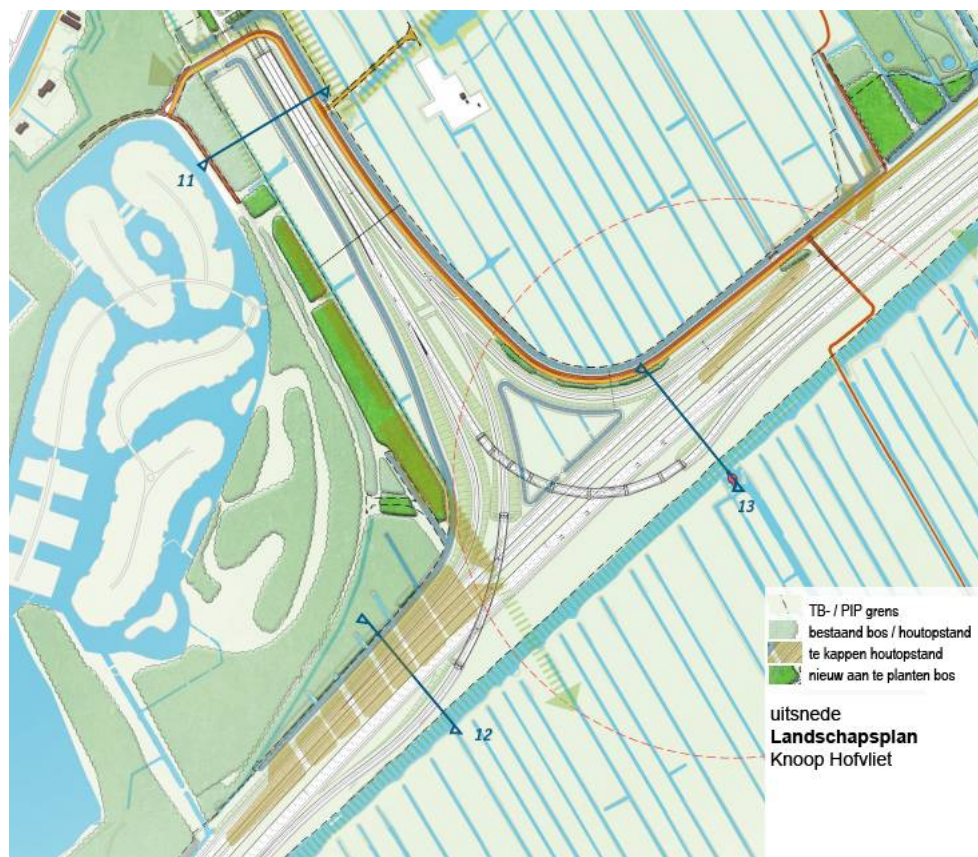 11
13
12
TB- / PIP grens
bestaand bos / houtopstand
te kappen houtopstand
nieuw aan te planten bos
uitsnede
Landschapsplan
Knoop Hofvliet